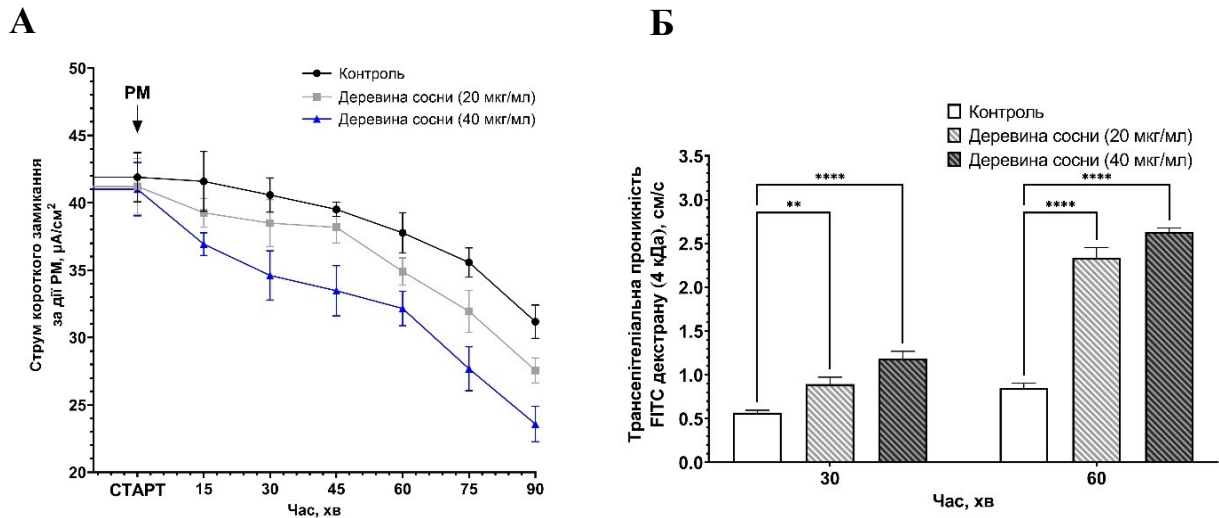 А
Струм короткого замикання
за дії PM, μA/см²
50
45
40
35
30
25
20
PM
Контроль
Деревина сосни (20 мкг/мл)
Деревина сосни (40 мкг/мл)
СТАРТ 15 30 45 60 75 90
Час, хв
Б
Трансепітеліальна проникність
FITC декстрану (4 кДа), см/с
Контроль
Деревина сосни (20 мкг/мл)
Деревина сосни (40 мкг/мл)
3.5
3.0
2.5
2.0
1.5
1.0
0.5
0.0
****
**
****
****
30 60
Час, хв